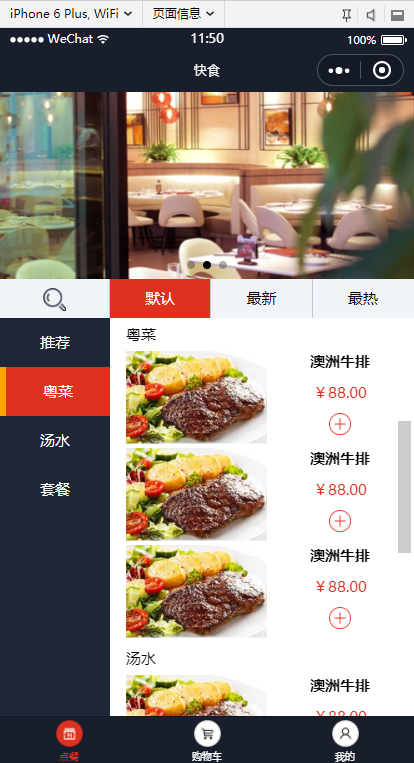 iPhone 6 Plus, WiFi 页面信息
WeChat 11:50 100%
快食
默认 最新 最热
推荐
粤菜
汤水
套餐
粤菜
澳洲牛排
￥88.00
澳洲牛排
￥88.00
澳洲牛排
￥88.00
汤水
澳洲牛排
￥88.00
点餐 购物车 我的